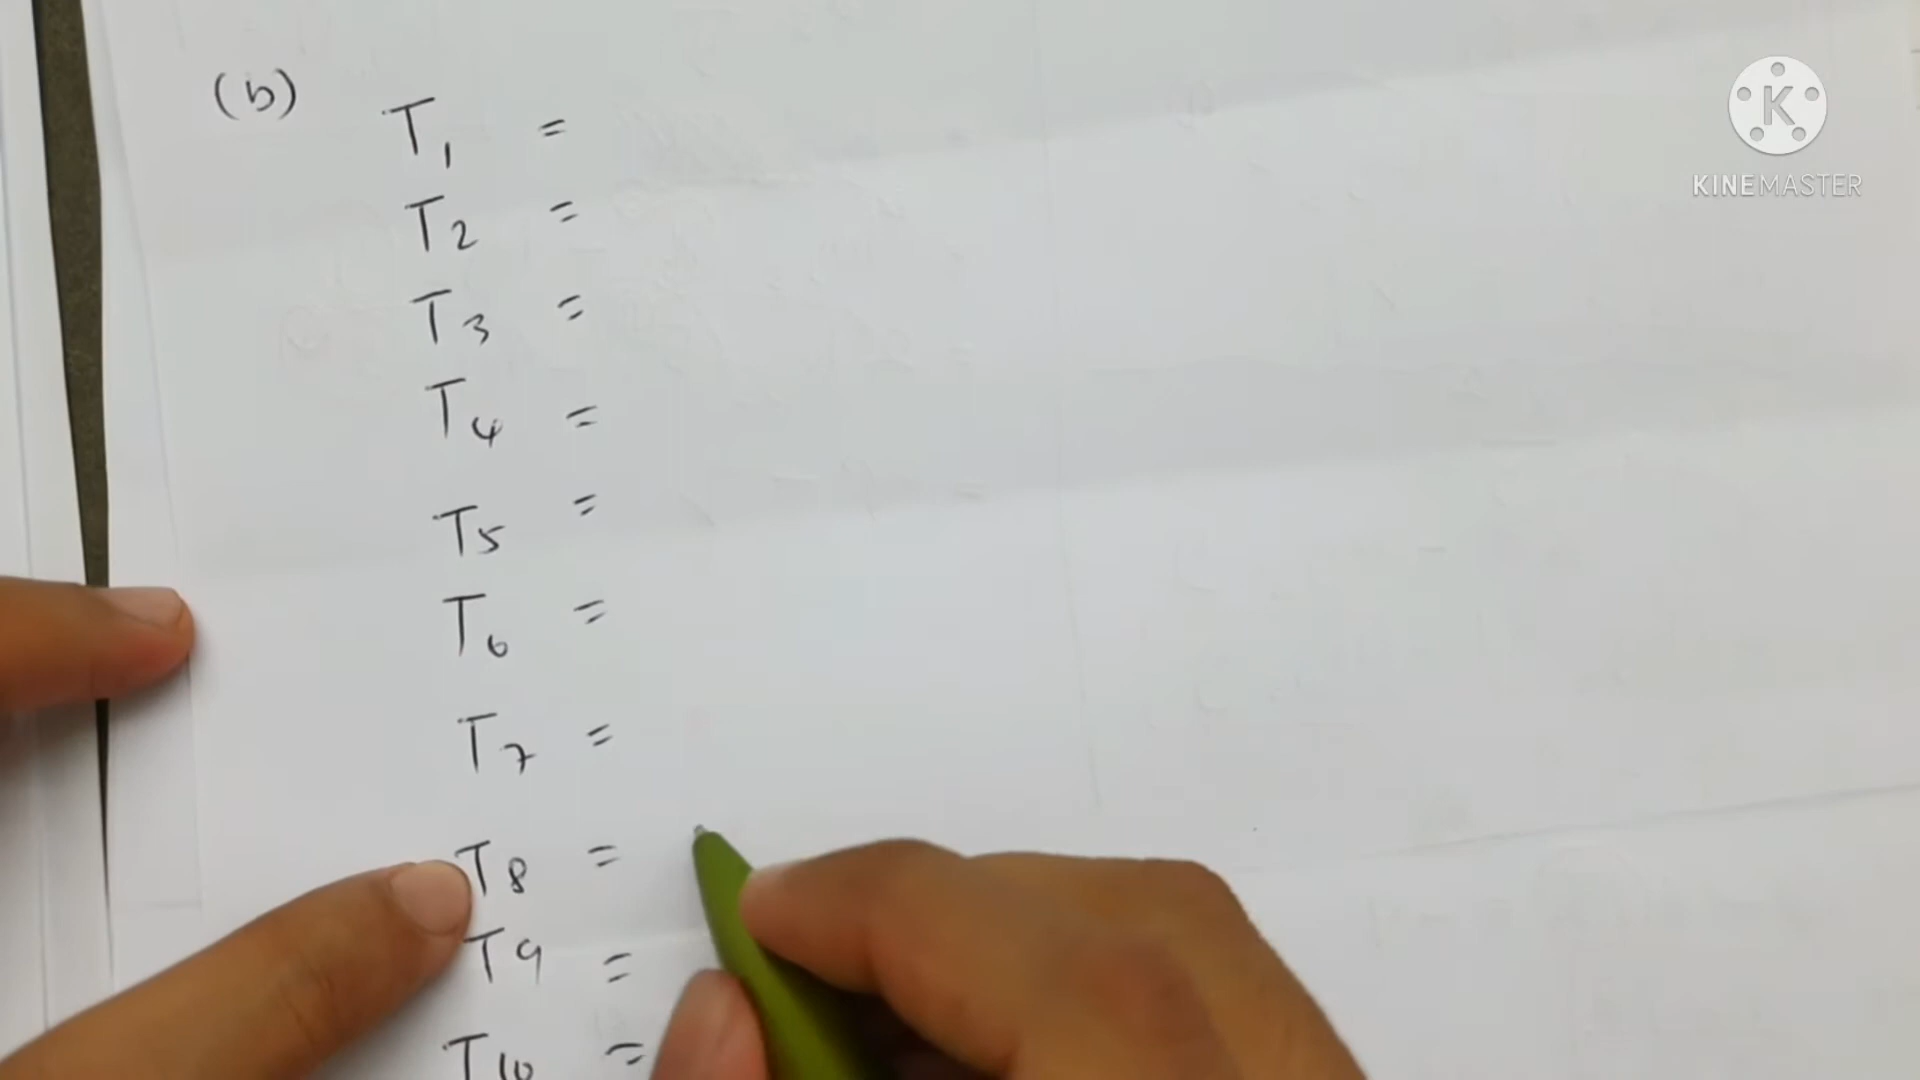 (b) T1 =
T2 =
T3 =
T4 =
T5 =
T6 =
T7 =
T8 =
T9 =
T10 =
K
KINEMASTER